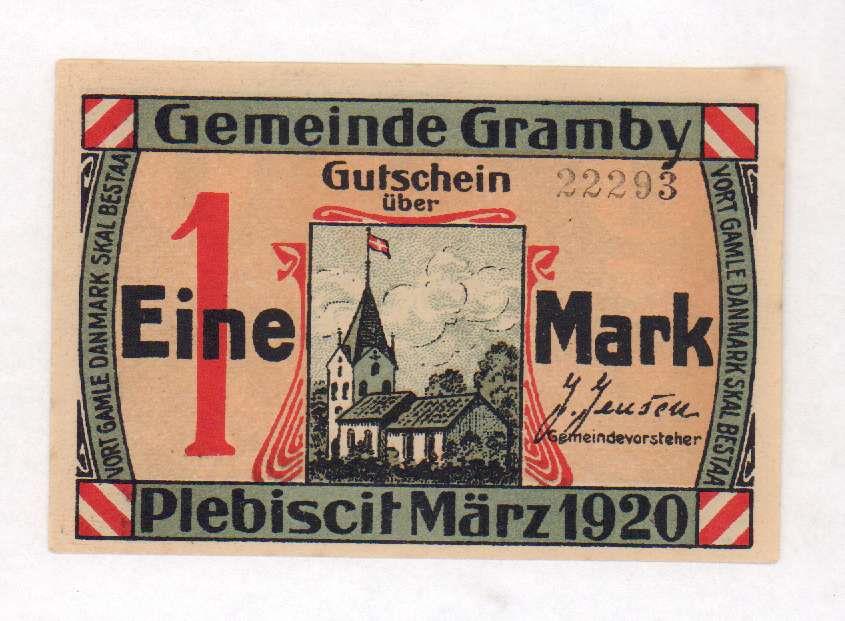 Gemeinde Gramby
Gutschein
über
22293
1
Eine Mark
J. Jensen
Gemeindevorsteher
VORT GAMLE DANMARK SKAL BESTAA
VORT GAMLE DANMARK SKAL BESTAA
Plebiscit März 1920